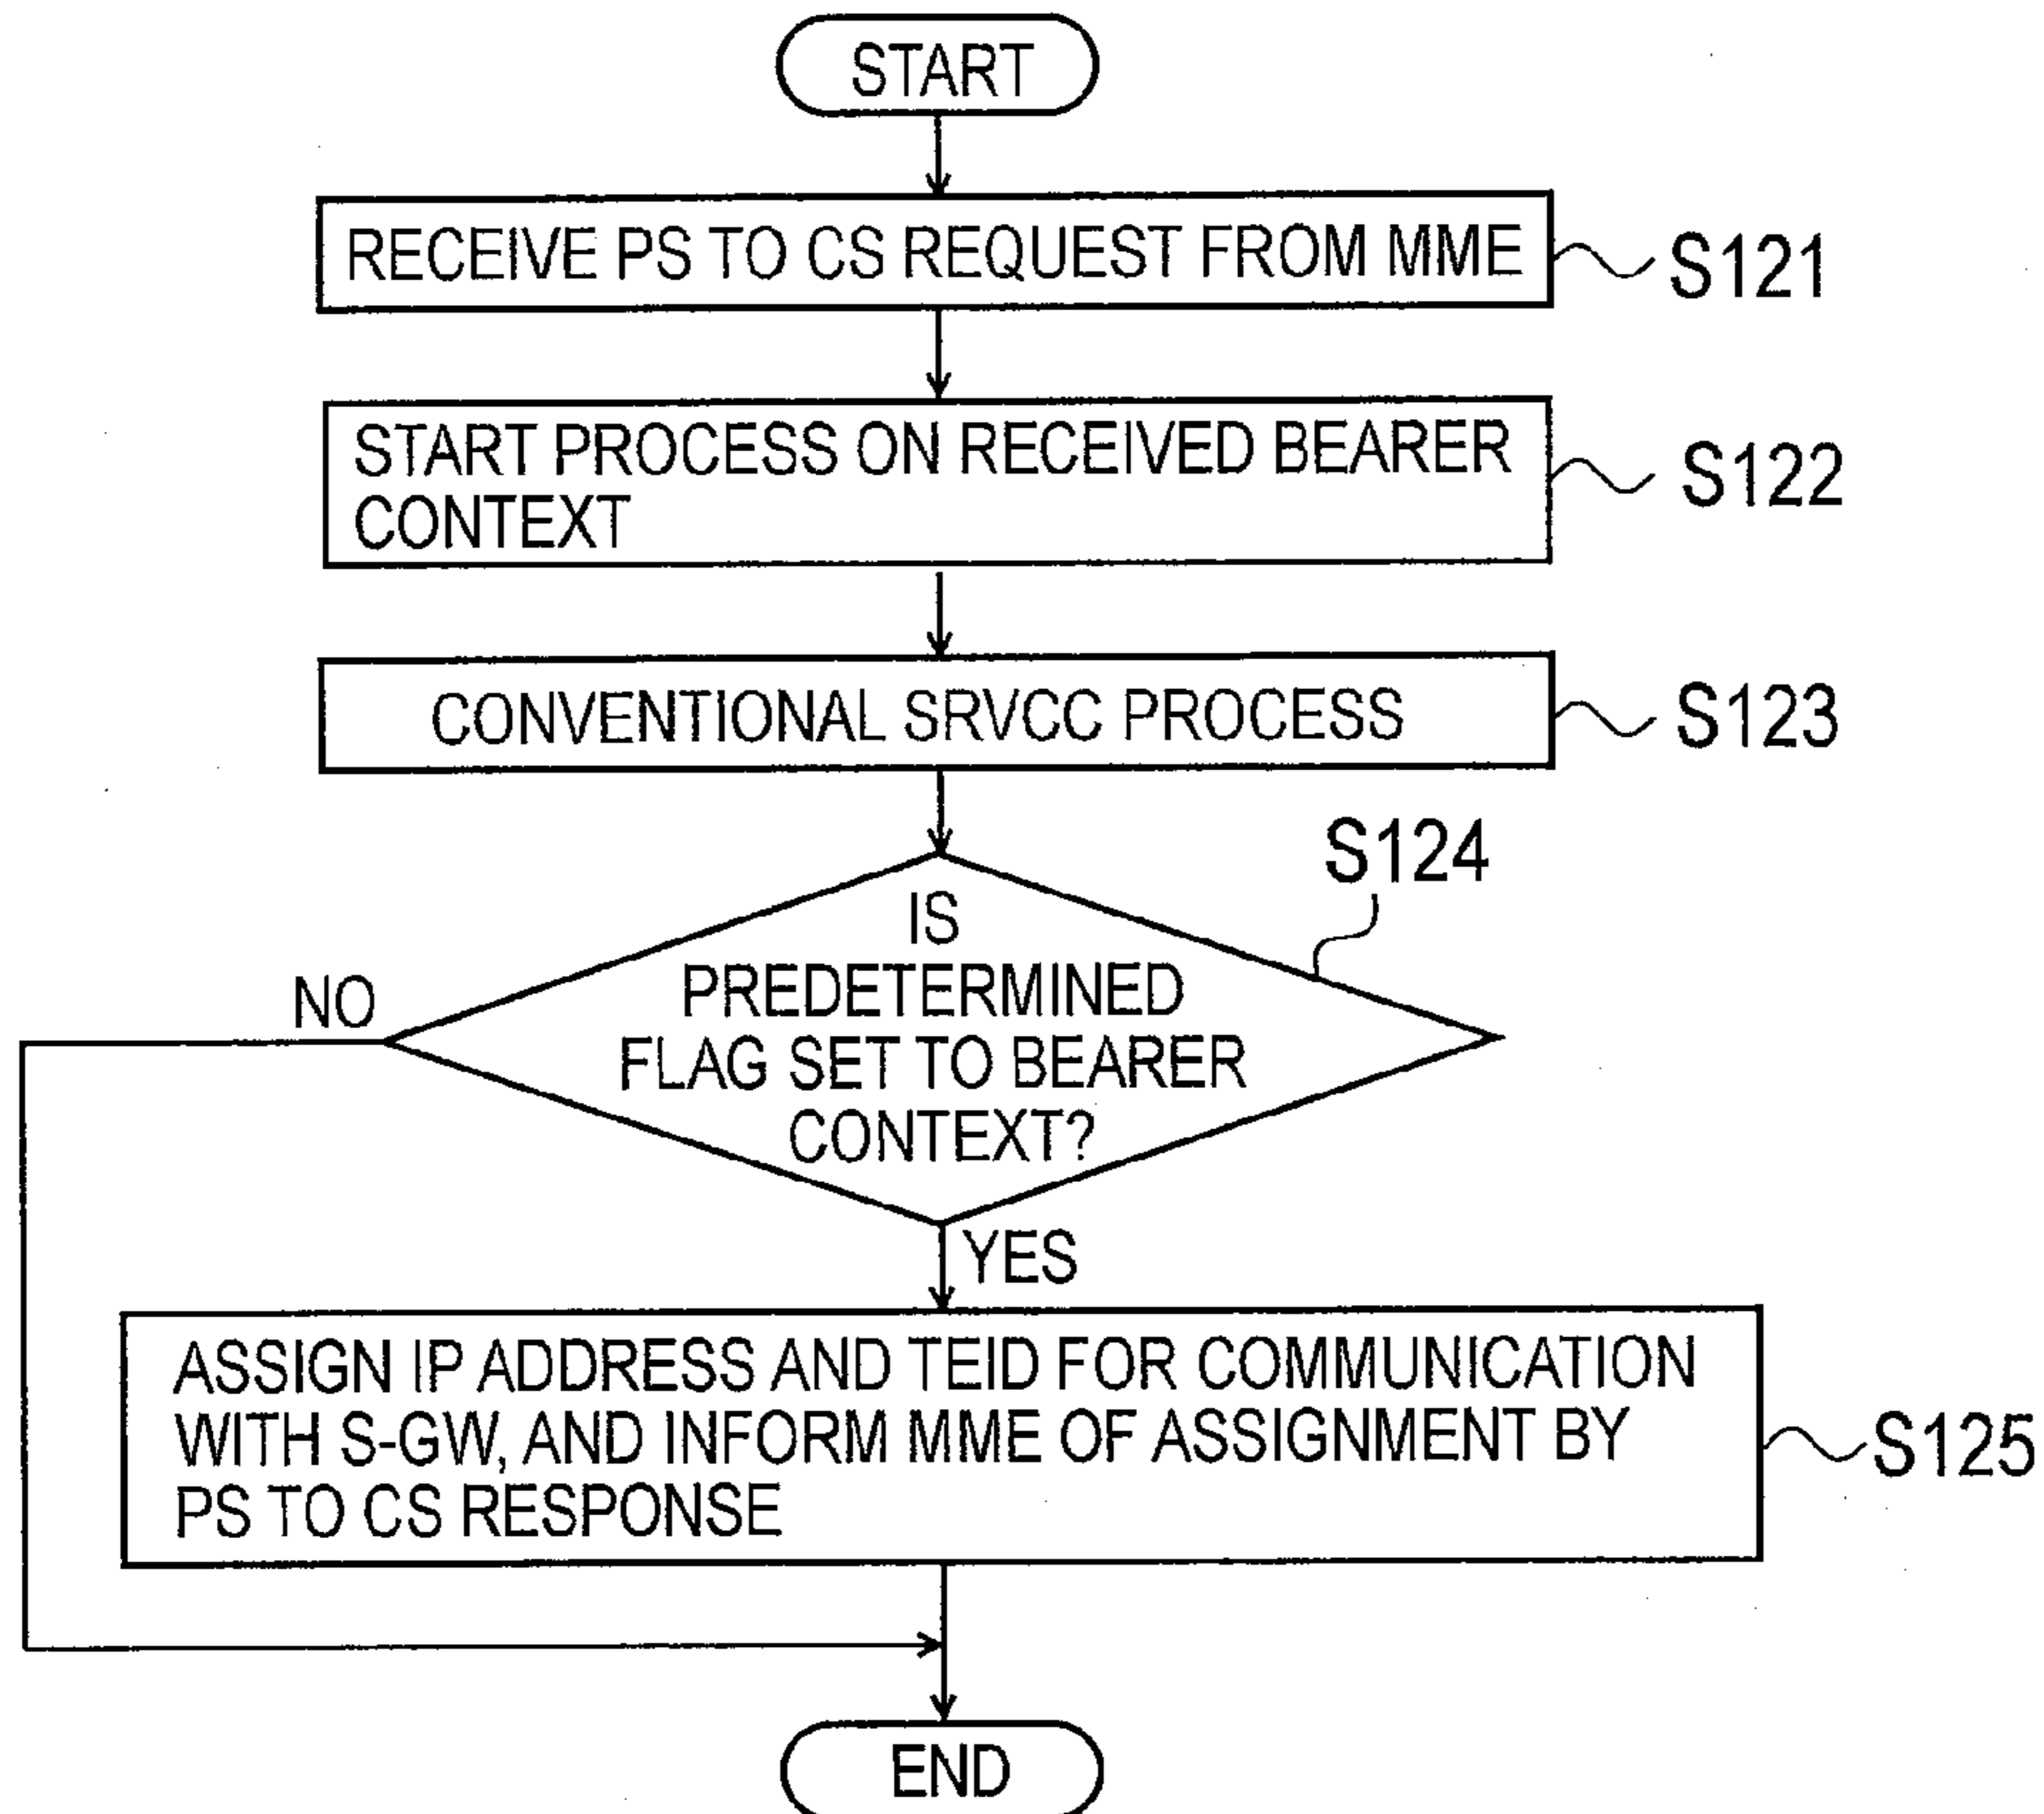 START
RECEIVE PS TO CS REQUEST FROM MME
S121
START PROCESS ON RECEIVED BEARER
CONTEXT
S122
CONVENTIONAL SRVCC PROCESS
S123
S124
IS
PREDETERMINED
FLAG SET TO BEARER
CONTEXT?
NO
YES
ASSIGN IP ADDRESS AND TEID FOR COMMUNICATION
WITH S-GW, AND INFORM MME OF ASSIGNMENT BY
PS TO CS RESPONSE
S125
END